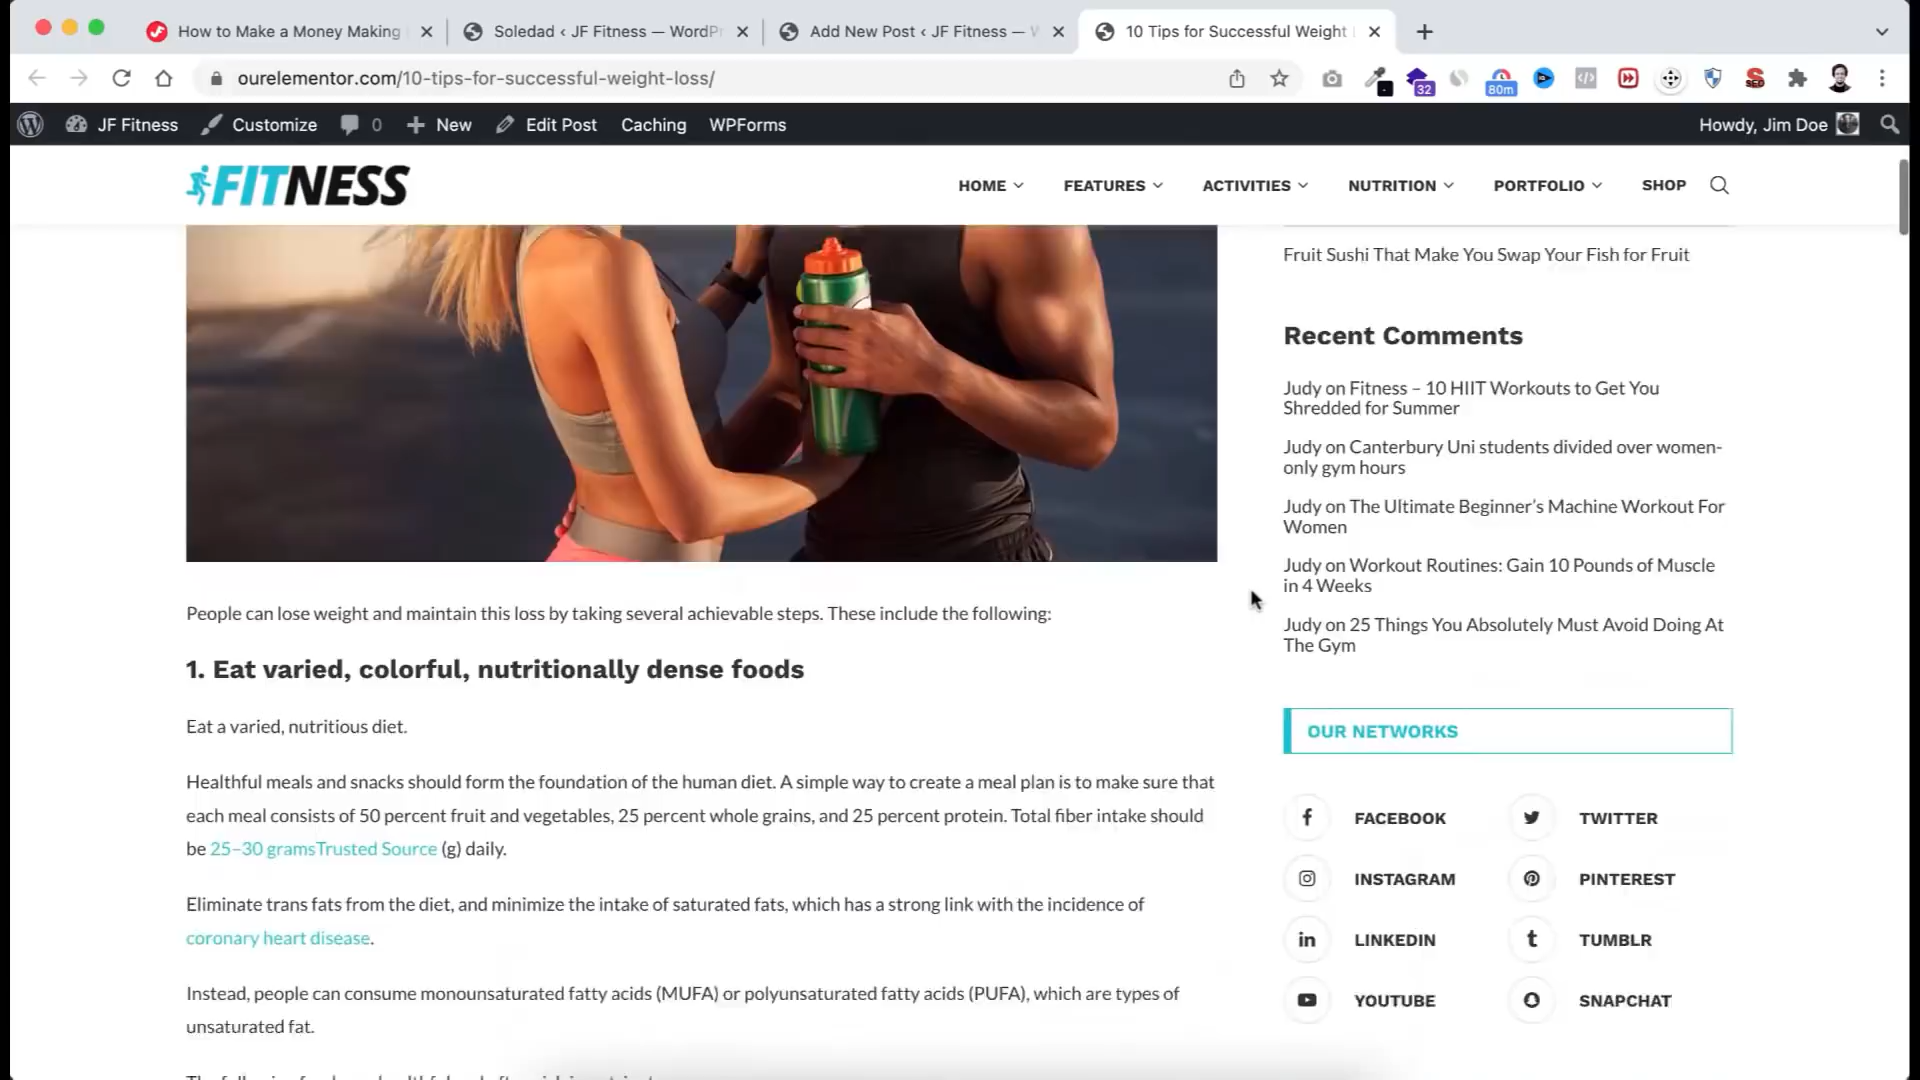 How to Make a Money Making
Soledad ‹ JF Fitness — WordPr
Add New Post ‹ JF Fitness — W
10 Tips for Successful Weight
ourelementor.com/10-tips-for-successful-weight-loss/
32
80m
SEO
JF Fitness
Customize
0
New
Edit Post
Caching
WPForms
Howdy, Jim Doe
FITNESS
HOME
FEATURES
ACTIVITIES
NUTRITION
PORTFOLIO
SHOP
Fruit Sushi That Make You Swap Your Fish for Fruit
Recent Comments
Judy on Fitness – 10 HIIT Workouts to Get You
Shredded for Summer
Judy on Canterbury Uni students divided over women-
only gym hours
Judy on The Ultimate Beginner’s Machine Workout For
Women
Judy on Workout Routines: Gain 10 Pounds of Muscle
in 4 Weeks
Judy on 25 Things You Absolutely Must Avoid Doing At
The Gym
People can lose weight and maintain this loss by taking several achievable steps. These include the following:
1. Eat varied, colorful, nutritionally dense foods
Eat a varied, nutritious diet.
Healthful meals and snacks should form the foundation of the human diet. A simple way to create a meal plan is to make sure that
each meal consists of 50 percent fruit and vegetables, 25 percent whole grains, and 25 percent protein. Total fiber intake should
be 25–30 gramsTrusted Source (g) daily.
Eliminate trans fats from the diet, and minimize the intake of saturated fats, which has a strong link with the incidence of
coronary heart disease.
Instead, people can consume monounsaturated fatty acids (MUFA) or polyunsaturated fatty acids (PUFA), which are types of
unsaturated fat.
OUR NETWORKS
FACEBOOK
TWITTER
INSTAGRAM
PINTEREST
LINKEDIN
TUMBLR
YOUTUBE
SNAPCHAT